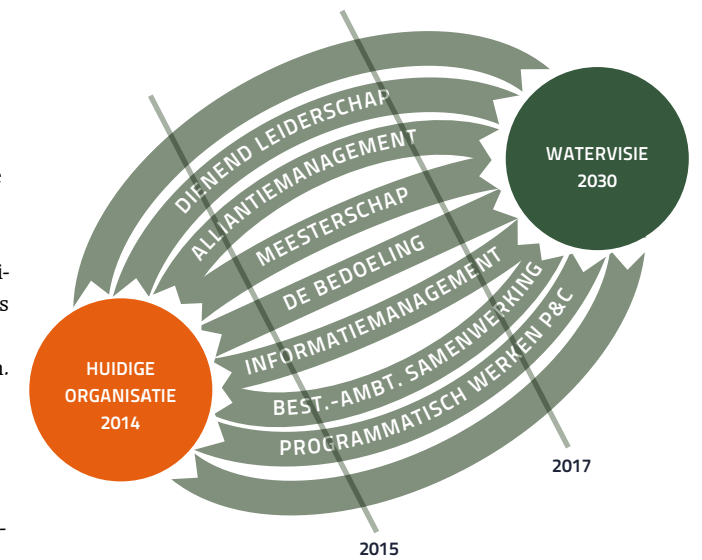 DIENEND LEIDERSCHAP
ALLIANTIEMANAGEMENT
MEESTERSCHAP
DE BEDOELING
INFORMATIEMANAGEMENT
BEST.-AMBT. SAMENWERKING
PROGRAMMATISCH WERKEN P&C
WATERVISIE
2030
HUIDIGE
ORGANISATIE
2014
2017
2015